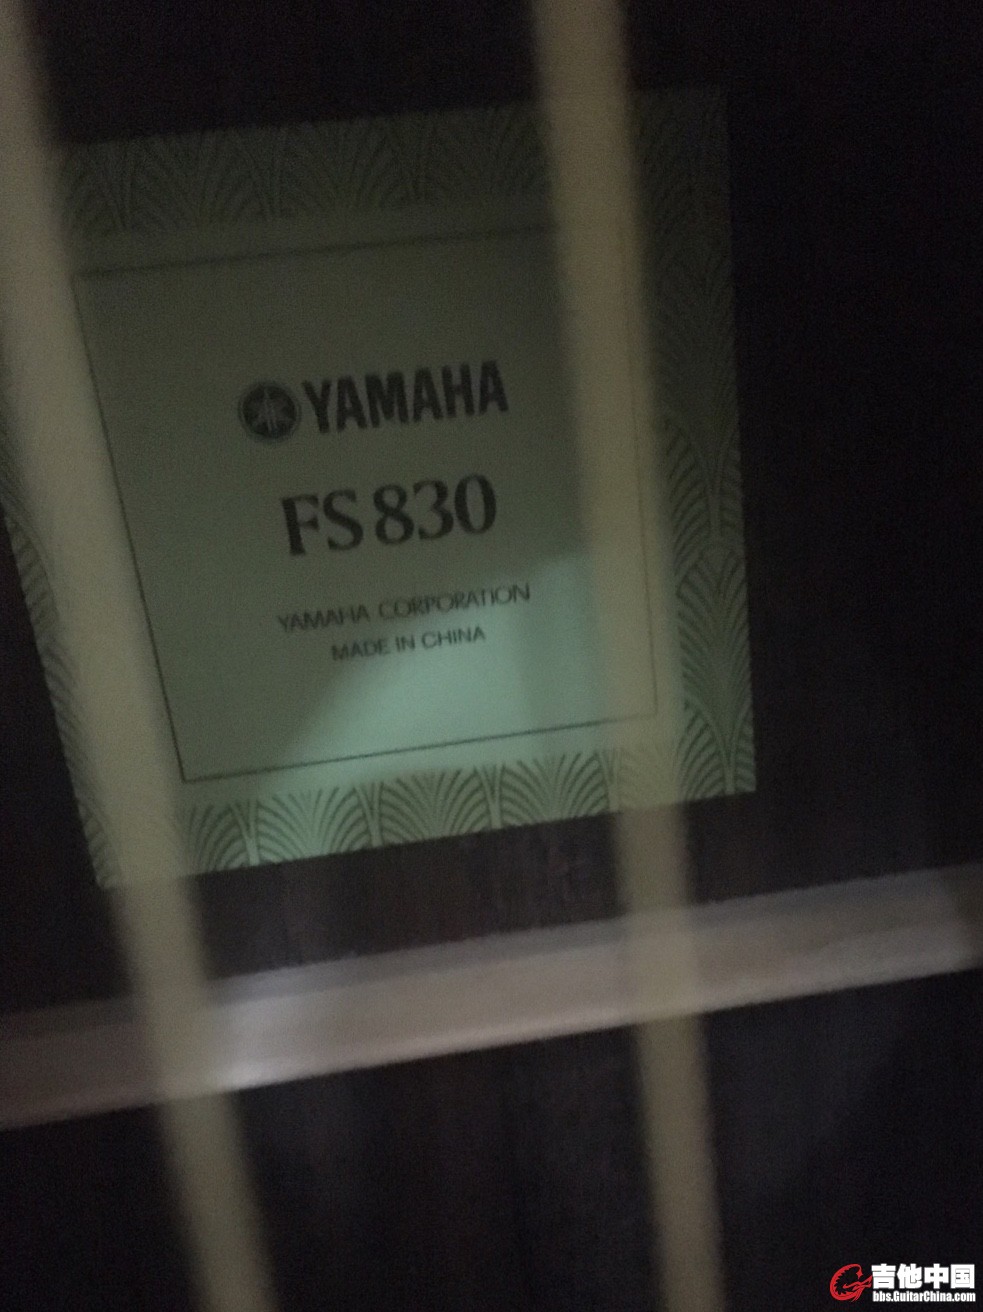 YAMAHA
FS830
YAMAHA CORPORATION
MADE IN CHINA
吉他中国
bbs.GuitarChina.com